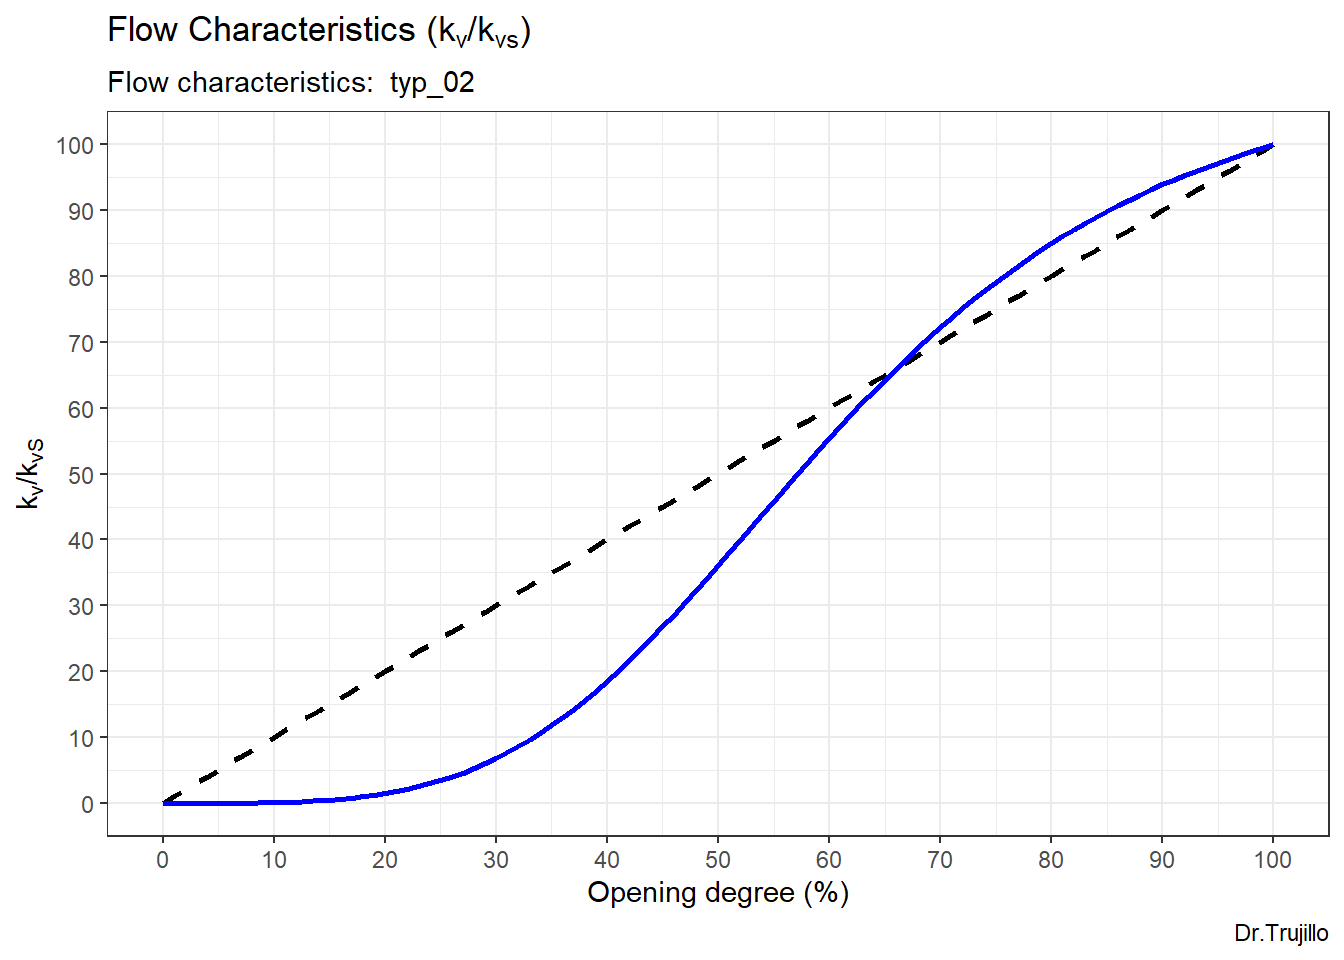 Flow Characteristics (kv/kvs)
Flow characteristics:  typ_02
100
90
80
70
60
50
40
30
20
10
0
kv/kvs
0 10 20 30 40 50 60 70 80 90 100
Opening degree (%)
Dr.Trujillo